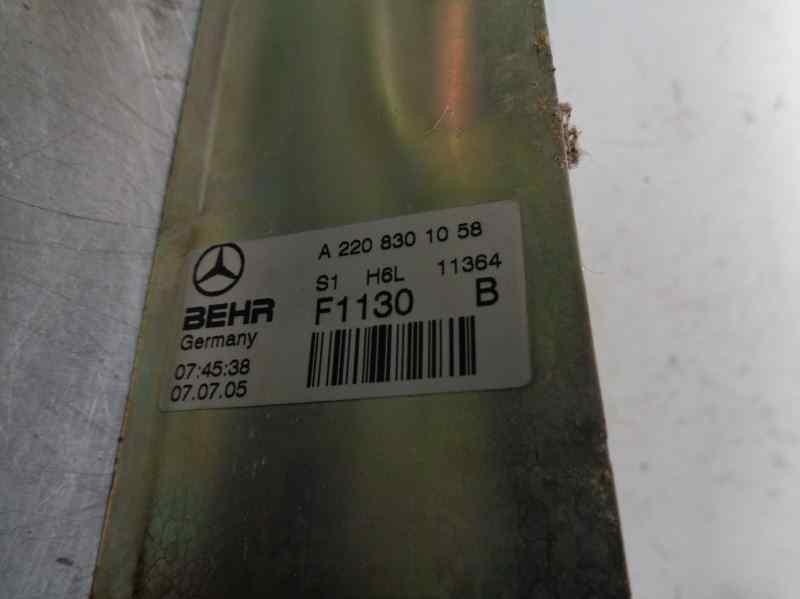 A 220 830 10 58
S1 H6L 11364
BEHR F1130 B
Germany
07:45:38
07.07.05